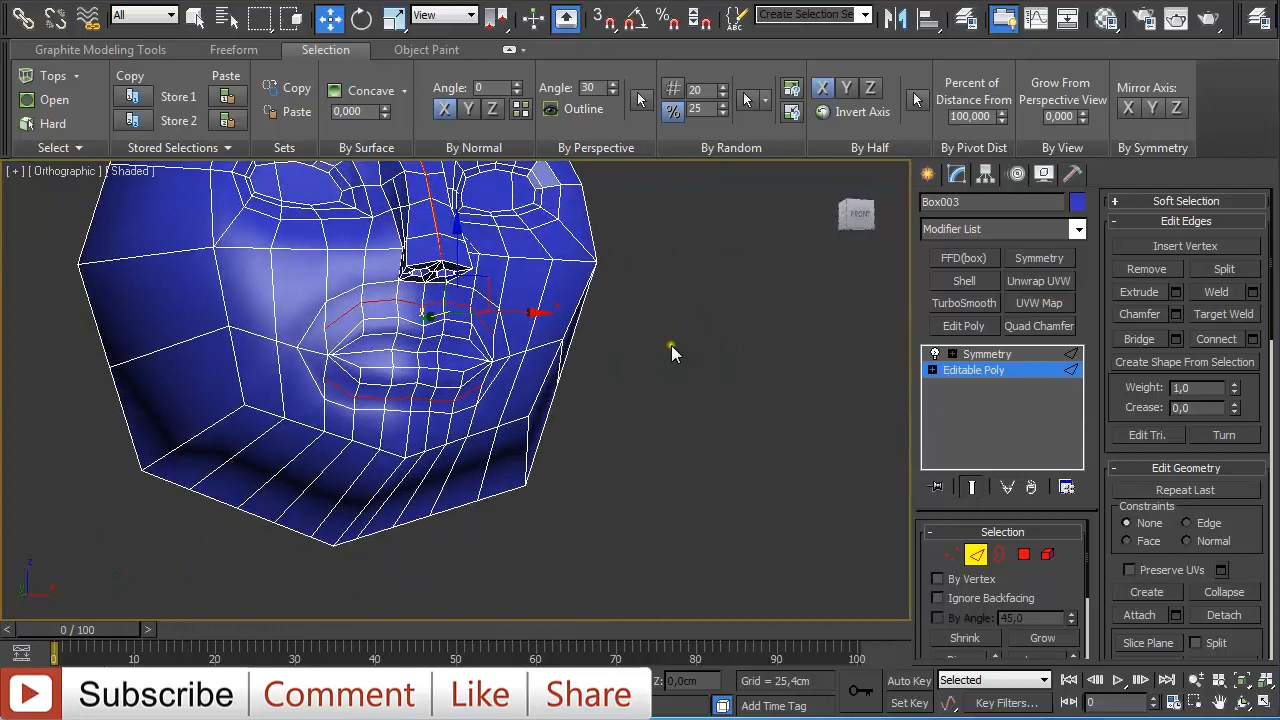 All
View
Create Selection Se
Graphite Modeling Tools Freeform Selection Object Paint
Tops
Open
Hard
Select
Copy Paste
Store 1
Store 2
Stored Selections
Copy
Paste
Sets
Concave
0,000
By Surface
Angle: 0
X Y Z
By Normal
Angle: 30
Outline
By Perspective
20
25
By Random
X Y Z
Invert Axis
By Half
Percent of
Distance From
100,000
By Pivot Dist
Grow From
Perspective View
0,000
By View
Mirror Axis:
X Y Z
By Symmetry
[ + ] [ Orthographic ] [ Shaded ]
FRONT
Box003
Modifier List
FFD(box) Symmetry
Shell Unwrap UVW
TurboSmooth UVW Map
Edit Poly Quad Chamfer
Symmetry
Editable Poly
Selection
By Vertex
Ignore Backfacing
By Angle: 45,0
Shrink Grow
Soft Selection
Edit Edges
Insert Vertex
Remove Split
Extrude Weld
Chamfer Target Weld
Bridge Connect
Create Shape From Selection
Weight: 1,0
Crease: 0,0
Edit Tri. Turn
Edit Geometry
Repeat Last
Constraints
None Edge
Face Normal
Preserve UVs
Create Collapse
Attach Detach
Slice Plane Split
0 / 100
0 10 20 30 40 50 60 70 80 90 100
Subscribe Comment Like Share
Z: 0,0cm Grid = 25,4cm
Add Time Tag
Auto Key Selected
Set Key Key Filters... 0